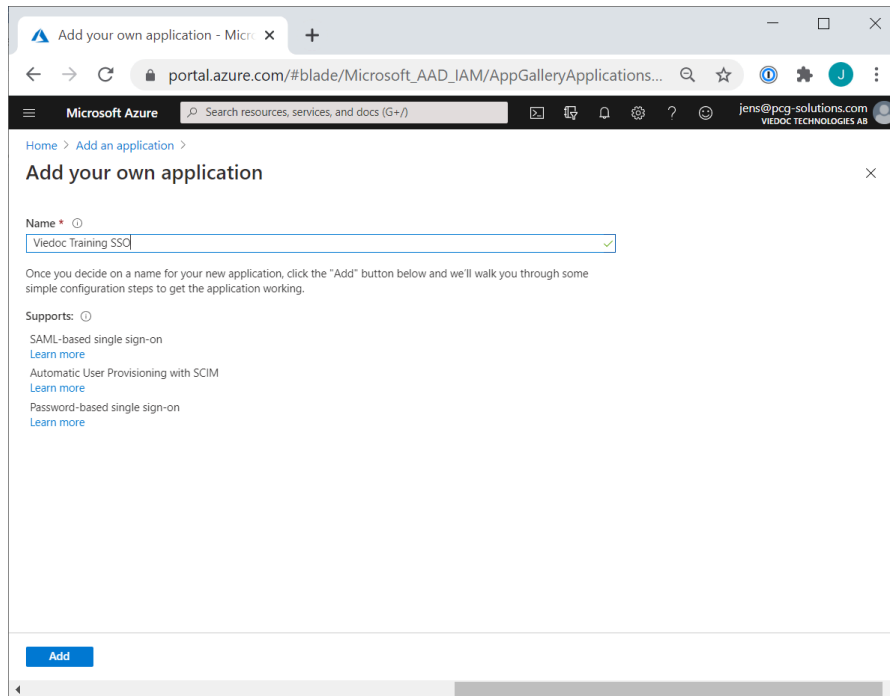 Add your own application - Micro
portal.azure.com/#blade/Microsoft_AAD_IAM/AppGalleryApplications...
J
Microsoft Azure
Search resources, services, and docs (G+/)
jens@pcg-solutions.com
VIEDOC TECHNOLOGIES AB
Home > Add an application >
Add your own application
Name *
Viedoc Training SSO
Once you decide on a name for your new application, click the "Add" button below and we'll walk you through some
simple configuration steps to get the application working.
Supports:
SAML-based single sign-on
Learn more
Automatic User Provisioning with SCIM
Learn more
Password-based single sign-on
Learn more
Add